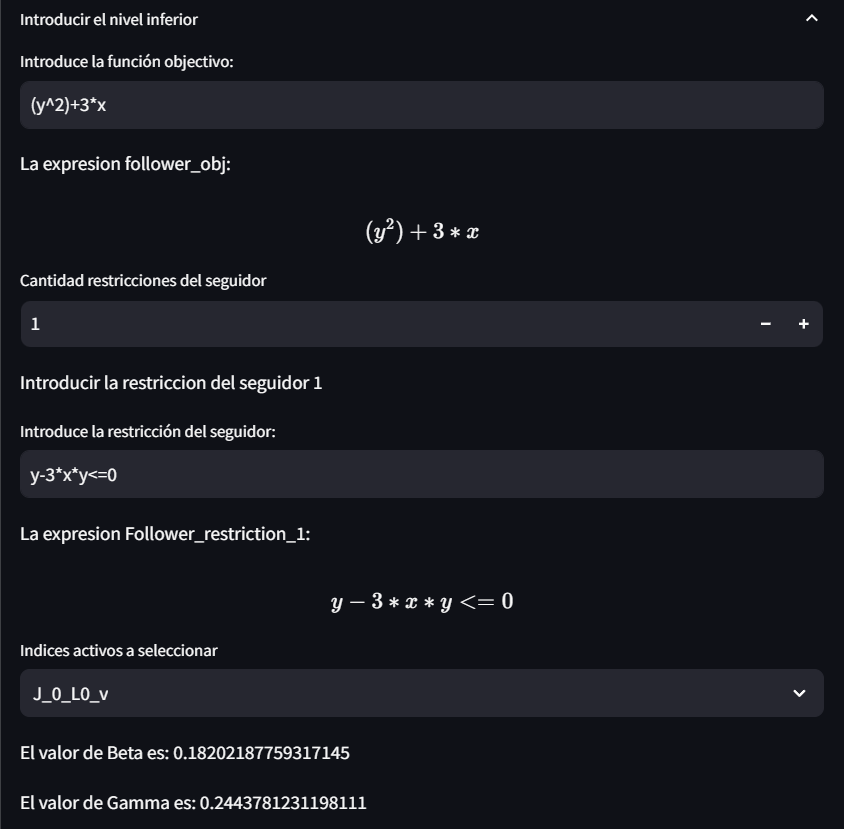 Introducir el nivel inferior
Introduce la función objectivo:
(y^2)+3*x
La expresion follower_obj:
(y²) + 3 * x
Cantidad restricciones del seguidor
1
Introducir la restriccion del seguidor 1
Introduce la restricción del seguidor:
y-3*x*y<=0
La expresion Follower_restriction_1:
y − 3 * x * y <= 0
Indices activos a seleccionar
J_0_L0_v
El valor de Beta es: 0.18202187759317145
El valor de Gamma es: 0.2443781231198111